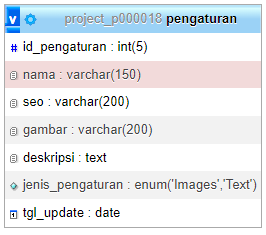 v project_p000018 pengaturan
# id_pengaturan : int(5)
nama : varchar(150)
seo : varchar(200)
gambar : varchar(200)
deskripsi : text
jenis_pengaturan : enum('Images','Text')
tgl_update : date